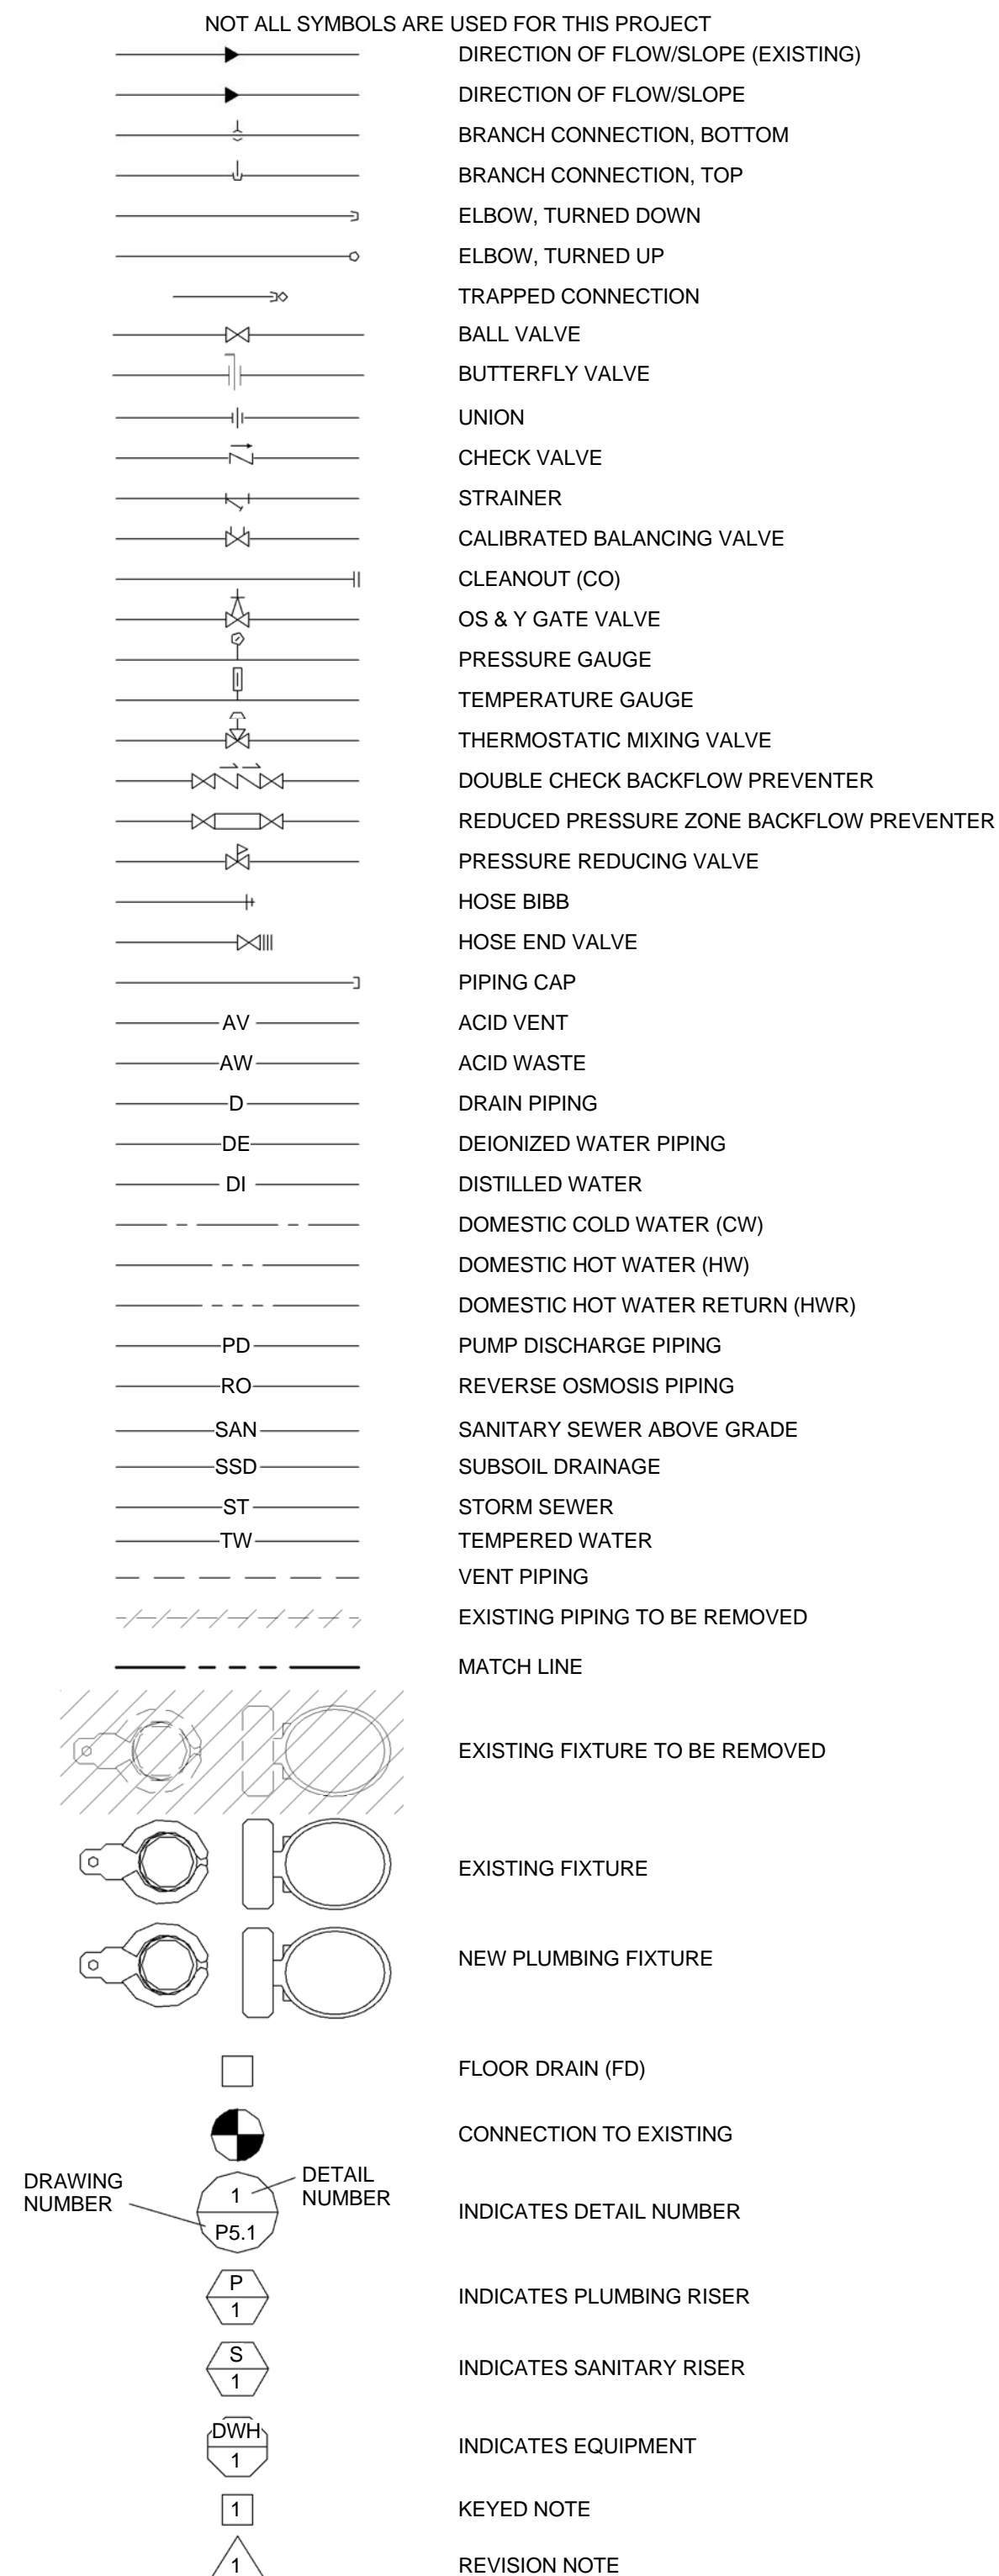 NOT ALL SYMBOLS ARE USED FOR THIS PROJECT
DIRECTION OF FLOW/SLOPE (EXISTING)
DIRECTION OF FLOW/SLOPE
BRANCH CONNECTION, BOTTOM
BRANCH CONNECTION, TOP
ELBOW, TURNED DOWN
ELBOW, TURNED UP
TRAPPED CONNECTION
BALL VALVE
BUTTERFLY VALVE
UNION
CHECK VALVE
STRAINER
CALIBRATED BALANCING VALVE
CLEANOUT (CO)
OS & Y GATE VALVE
PRESSURE GAUGE
TEMPERATURE GAUGE
THERMOSTATIC MIXING VALVE
DOUBLE CHECK BACKFLOW PREVENTER
REDUCED PRESSURE ZONE BACKFLOW PREVENTER
PRESSURE REDUCING VALVE
HOSE BIBB
HOSE END VALVE
PIPING CAP
AV ACID VENT
AW ACID WASTE
D DRAIN PIPING
DE DEIONIZED WATER PIPING
DI DISTILLED WATER
DOMESTIC COLD WATER (CW)
DOMESTIC HOT WATER (HW)
DOMESTIC HOT WATER RETURN (HWR)
PD PUMP DISCHARGE PIPING
RO REVERSE OSMOSIS PIPING
SAN SANITARY SEWER ABOVE GRADE
SSD SUBSOIL DRAINAGE
ST STORM SEWER
TW TEMPERED WATER
VENT PIPING
EXISTING PIPING TO BE REMOVED
MATCH LINE
EXISTING FIXTURE TO BE REMOVED
EXISTING FIXTURE
NEW PLUMBING FIXTURE
FLOOR DRAIN (FD)
CONNECTION TO EXISTING
DRAWING
NUMBER
1
P5.1
DETAIL
NUMBER
INDICATES DETAIL NUMBER
P
1
INDICATES PLUMBING RISER
S
1
INDICATES SANITARY RISER
DWH
1
INDICATES EQUIPMENT
1 KEYED NOTE
1 REVISION NOTE